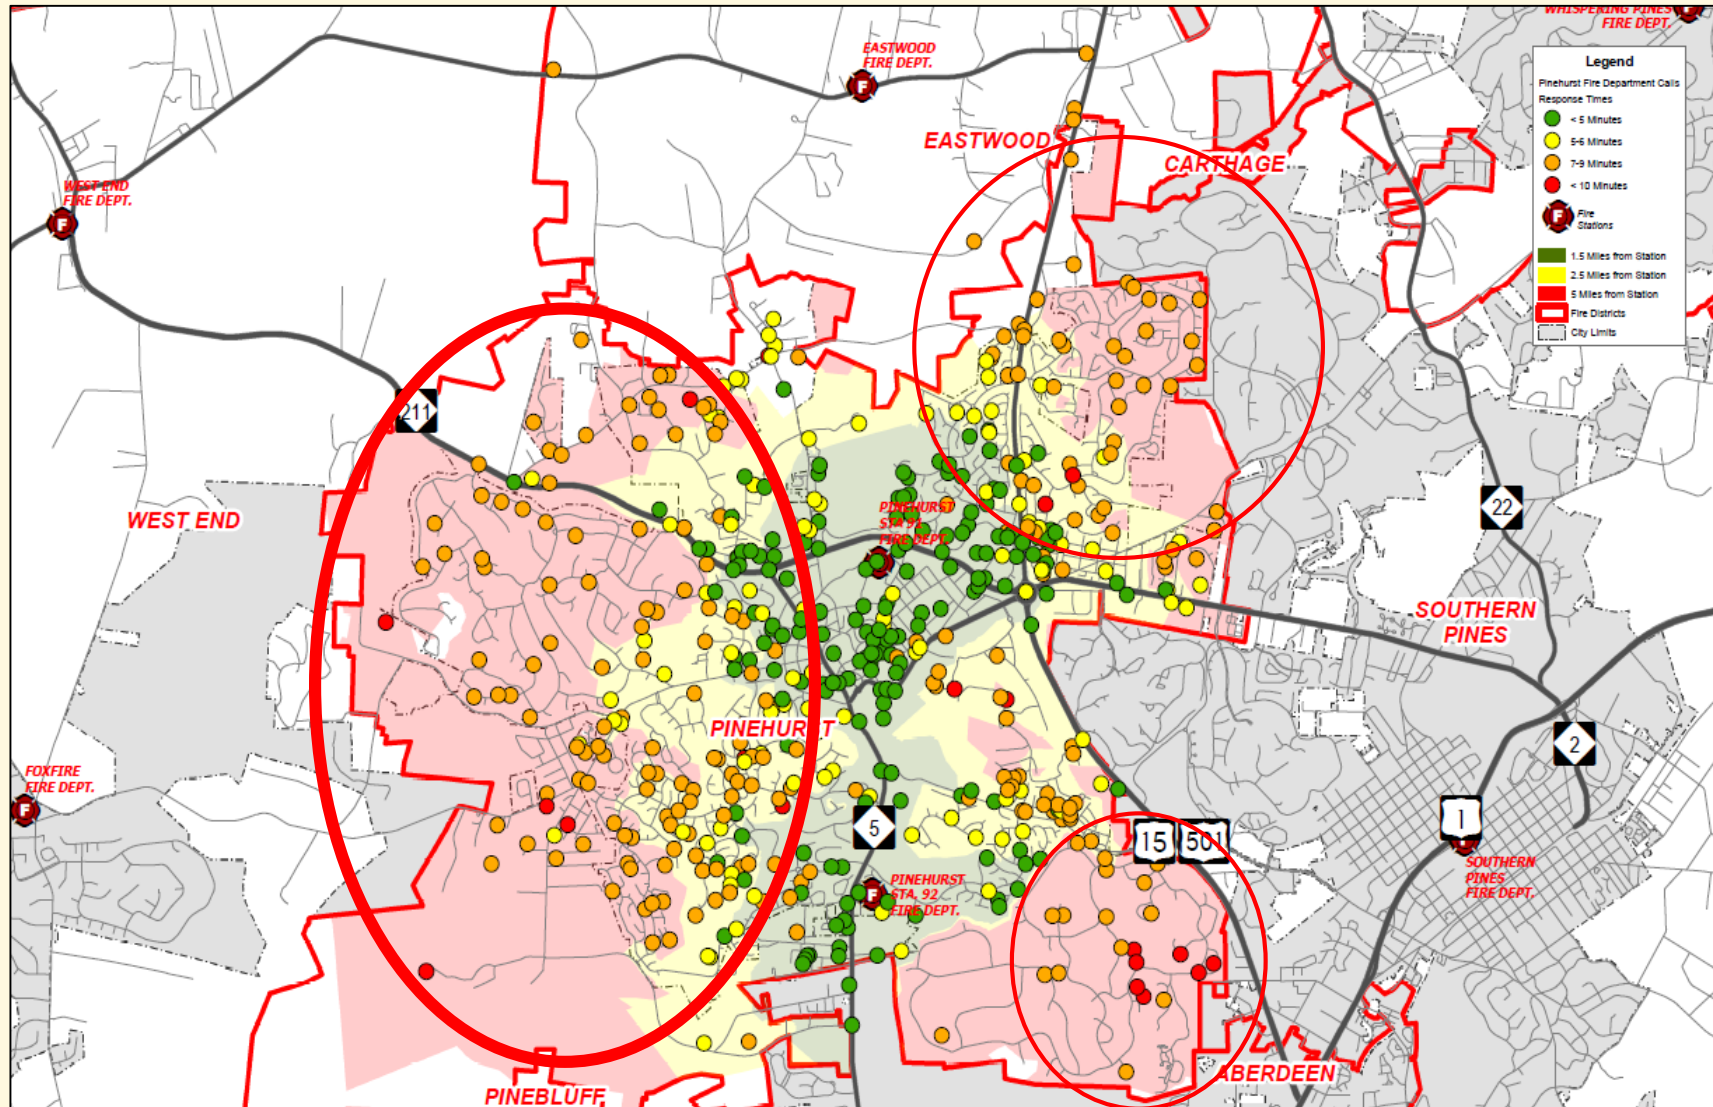 WHISPERING PINES
FIRE DEPT.
F
EASTWOOD
FIRE DEPT.
F
Legend
Pinehurst Fire Department Calls
Response Times
< 5 Minutes
5-6 Minutes
7-9 Minutes
< 10 Minutes
F
Fire
Stations
1.5 Miles from Station
2.5 Miles from Station
5 Miles from Station
Fire Districts
City Limits
EASTWOOD
CARTHAGE
WEST END
FIRE DEPT.
F
211
WEST END
PINEHURST
STA 91
FIRE DEPT.
22
SOUTHERN
PINES
PINEHURST
2
FOXFIRE
FIRE DEPT.
F
5
15
501
1
SOUTHERN
PINES
FIRE DEPT.
F
PINEHURST
STA. 92
FIRE DEPT.
ABERDEEN
PINEBLUFF